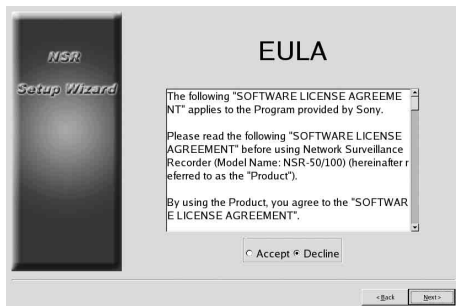 NSR
Setup Wizard
EULA
The following "SOFTWARE LICENSE AGREEME
NT" applies to the Program provided by Sony.
Please read the following "SOFTWARE LICENSE
AGREEMENT" before using Network Surveillance
Recorder (Model Name: NSR-50/100) (hereinafter r
eferred to as the "Product").
By using the Product, you agree to the "SOFTWAR
E LICENSE AGREEMENT".
Accept Decline
< Back Next >